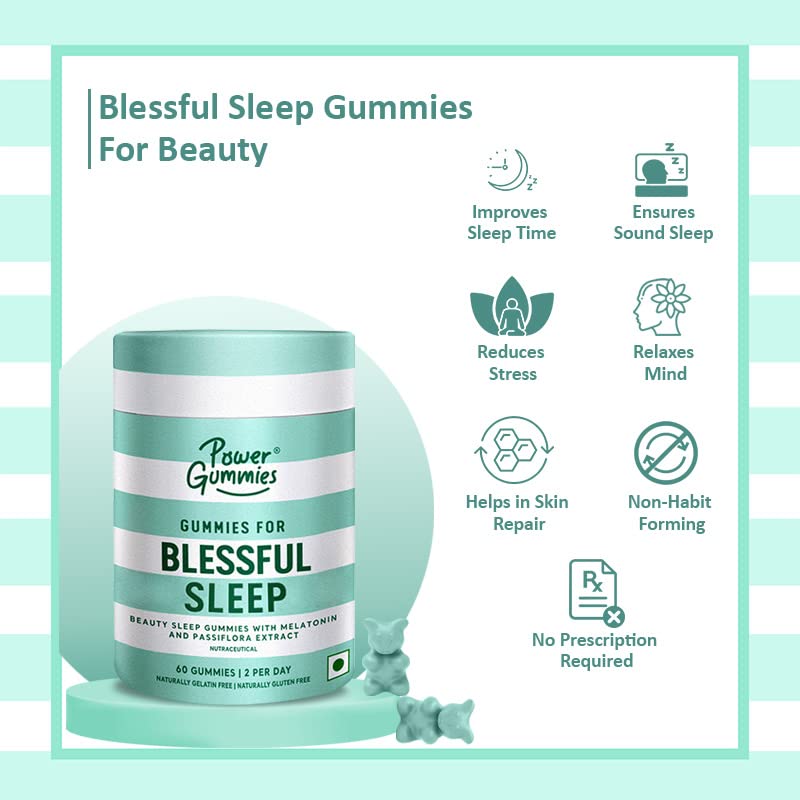 Blessful Sleep Gummies
For Beauty
Improves
Sleep Time
Ensures
Sound Sleep
Reduces
Stress
Relaxes
Mind
Helps in Skin
Repair
Non-Habit
Forming
Rx
No Prescription
Required
Power®
Gummies
GUMMIES FOR
BLESSFUL
SLEEP
BEAUTY SLEEP GUMMIES WITH MELATONIN
AND PASSIFLORA EXTRACT
NUTRACEUTICAL
60 GUMMIES | 2 PER DAY
NATURALLY GELATIN FREE | NATURALLY GLUTEN FREE